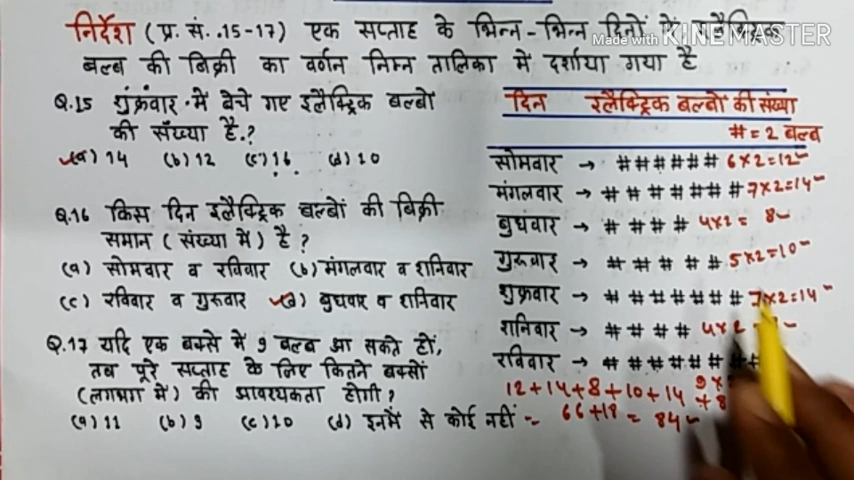 निर्देश (प्र. सं. .15-17) एक सप्ताह के भिन्न-भिन्न दिनों में इलैक्ट्रिक
Made with KINEMASTER
बल्ब की बिक्री का वर्णन निम्न तालिका में दर्शाया गया है
Q.15 शुक्रंवार में बेचे गए इलैक्ट्रिक बल्बों
की संख्या है.?
(a) 14 (b) 12 (c) 16 (d) 10
Q.16 किस दिन इलैक्ट्रिक बल्बों की बिक्री
समान (संख्या में) है ?
(a) सोमवार व रविवार (b) मंगलवार व शनिवार
(c) रविवार व गुरुवार (d) बुधवार व शनिवार
Q.17 यदि एक बक्से में 9 बल्ब आ सकते हों,
तब पूरे सप्ताह के लिए कितने बक्सों
(लगभग में) की आवश्यकता होगी ?
(a) 11 (b) 9 (c) 10 (d) इनमें से कोई नहीं
दिन इलैक्ट्रिक बल्बों की संख्या
# = 2 बल्ब
सोमवार → # # # # # # 6×2=12
मंगलवार → # # # # # # # 7×2=14
बुधवार → # # # # 4×2= 8
गुरुवार → # # # # # 5×2=10
शुक्रवार → # # # # # # # 7×2=14
शनिवार → # # # # 4×2
रविवार → # # # # # # #
12+14+8+10+14 +8
66+18 = 84